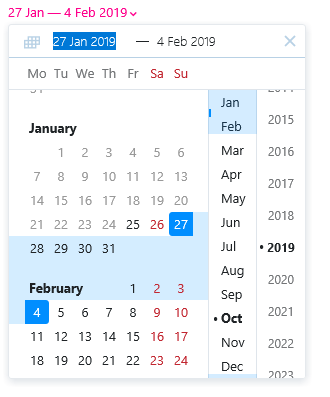 27 Jan — 4 Feb 2019
27 Jan 2019 — 4 Feb 2019
Mo Tu We Th Fr Sa Su
31
January
1 2 3 4 5 6
7 8 9 10 11 12 13
14 15 16 17 18 19 20
21 22 23 24 25 26 27
28 29 30 31
February 1 2 3
4 5 6 7 8 9 10
11 12 13 14 15 16 17
18 19 20 21 22 23 24
Jan
Feb
Mar
Apr
May
Jun
Jul
Aug
Sep
• Oct
Nov
Dec
2014
2015
2016
2017
2018
• 2019
2020
2021
2022
2023